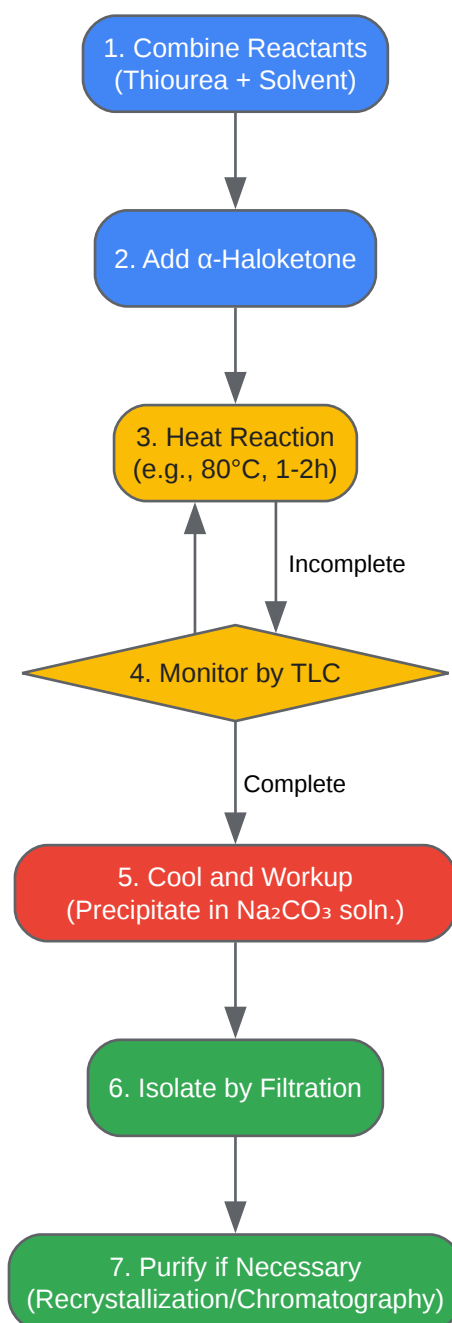 1. Combine Reactants
(Thiourea + Solvent)
2. Add α-Haloketone
3. Heat Reaction
(e.g., 80°C, 1-2h)
Incomplete
4. Monitor by TLC
Complete
5. Cool and Workup
(Precipitate in Na₂CO₃ soln.)
6. Isolate by Filtration
7. Purify if Necessary
(Recrystallization/Chromatography)